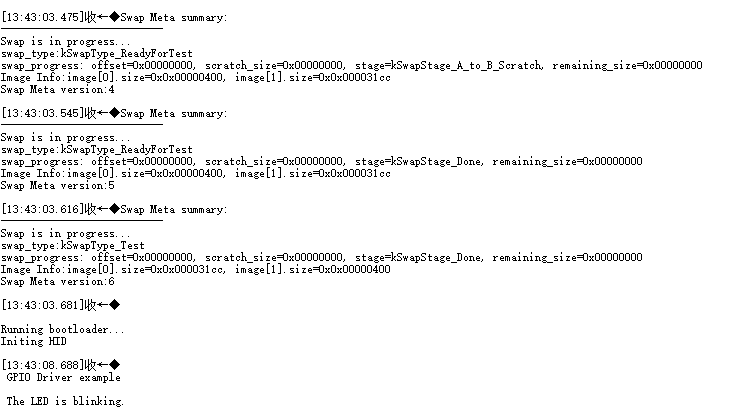 [13:43:03.475]收←◆Swap Meta summary:
Swap is in progress...
swap_type:kSwapType_ReadyForTest
swap_progress: offset=0x00000000, scratch_size=0x00000000, stage=kSwapStage_A_to_B_Scratch, remaining_size=0x00000000
Image Info:image[0].size=0x0x00000400, image[1].size=0x0x000031cc
Swap Meta version:4
[13:43:03.545]收←◆Swap Meta summary:
Swap is in progress...
swap_type:kSwapType_ReadyForTest
swap_progress: offset=0x00000000, scratch_size=0x00000000, stage=kSwapStage_Done, remaining_size=0x00000000
Image Info:image[0].size=0x0x00000400, image[1].size=0x0x000031cc
Swap Meta version:5
[13:43:03.616]收←◆Swap Meta summary:
Swap is in progress...
swap_type:kSwapType_Test
swap_progress: offset=0x00000000, scratch_size=0x00000000, stage=kSwapStage_Done, remaining_size=0x00000000
Image Info:image[0].size=0x0x000031cc, image[1].size=0x0x00000400
Swap Meta version:6
[13:43:03.681]收←◆
Running bootloader...
Initing HID
[13:43:08.688]收←◆
GPIO Driver example
The LED is blinking.